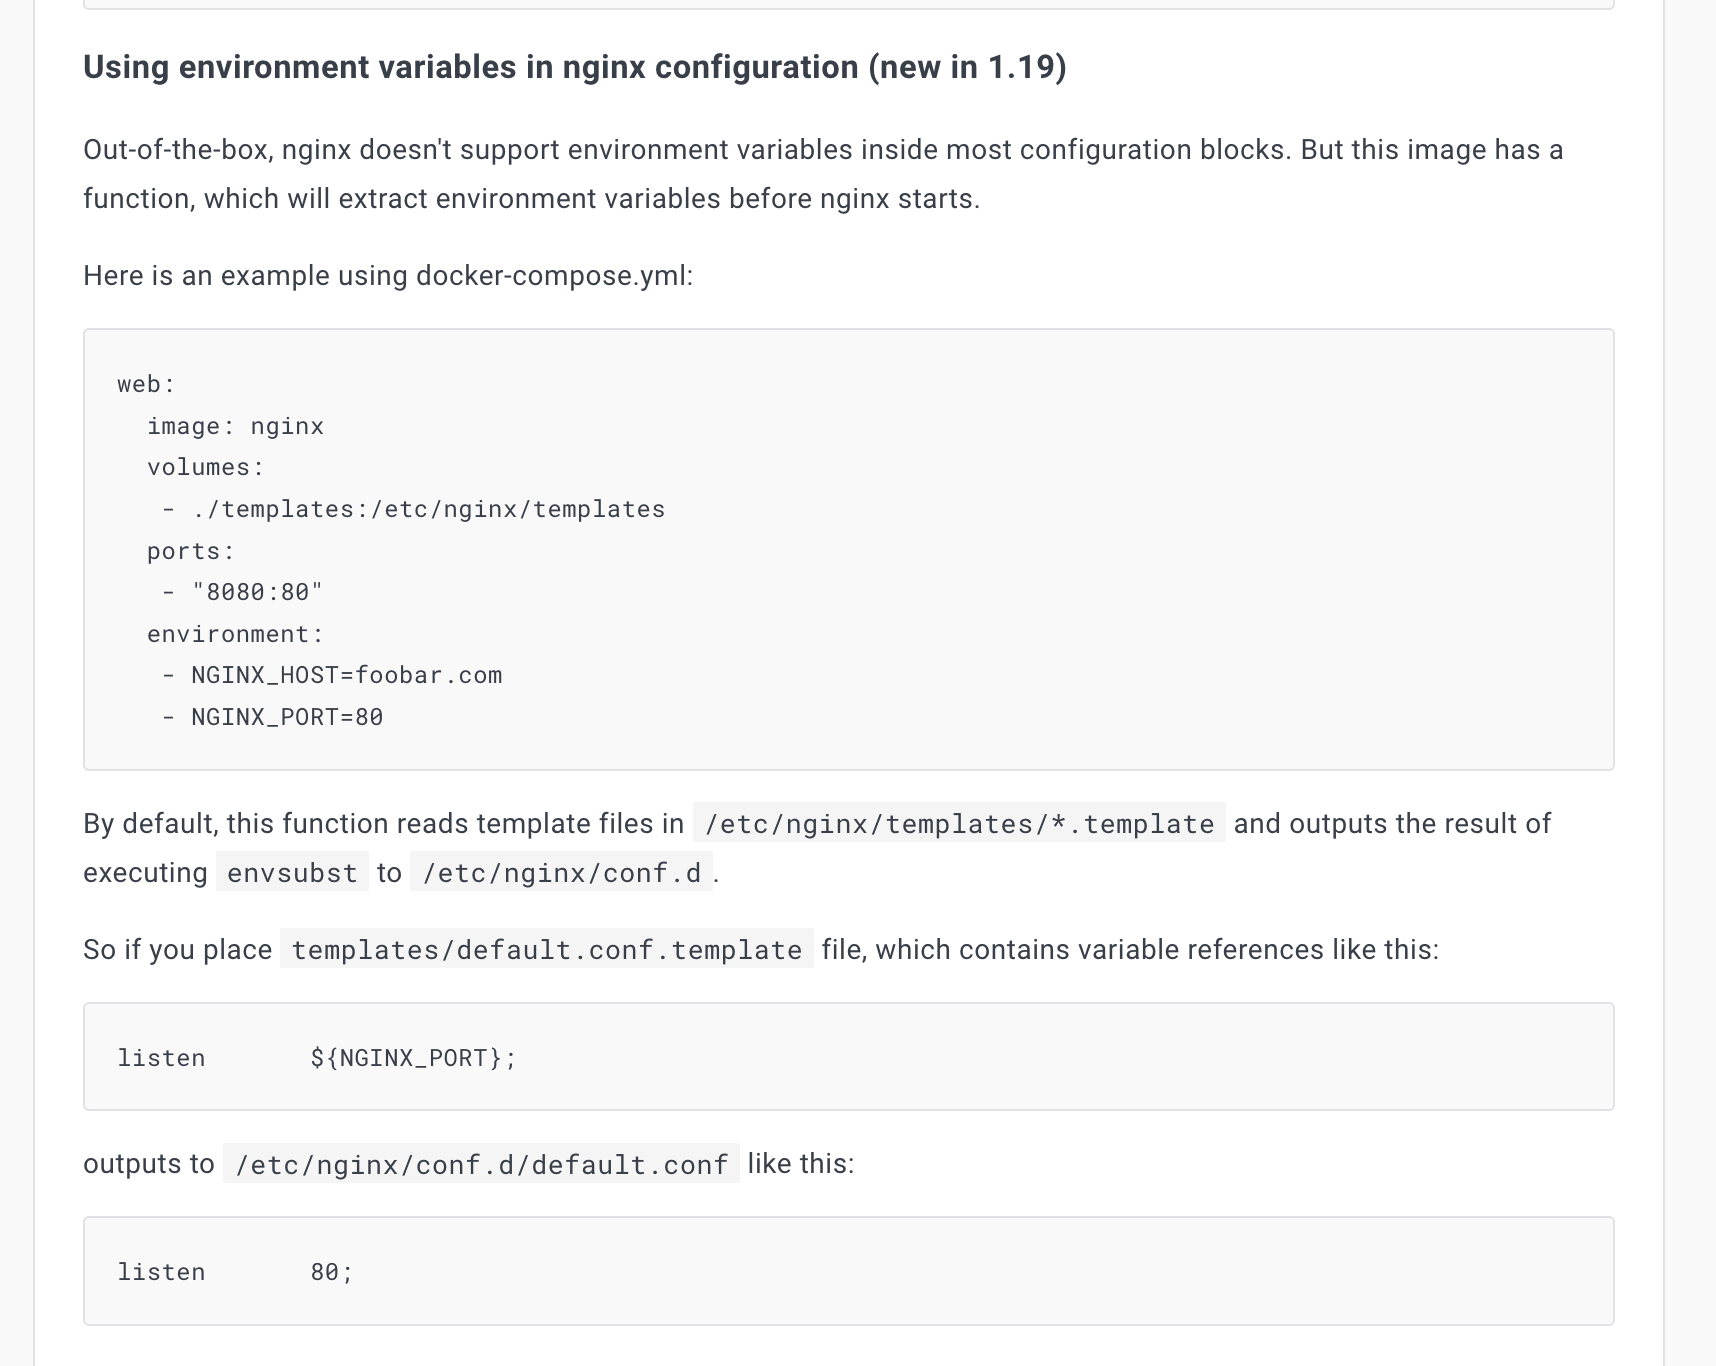 Using environment variables in nginx configuration (new in 1.19)
Out-of-the-box, nginx doesn't support environment variables inside most configuration blocks. But this image has a
function, which will extract environment variables before nginx starts.
Here is an example using docker-compose.yml:
web:
  image: nginx
  volumes:
   - ./templates:/etc/nginx/templates
  ports:
   - "8080:80"
  environment:
   - NGINX_HOST=foobar.com
   - NGINX_PORT=80
By default, this function reads template files in /etc/nginx/templates/*.template and outputs the result of
executing envsubst to /etc/nginx/conf.d.
So if you place templates/default.conf.template file, which contains variable references like this:
listen       ${NGINX_PORT};
outputs to /etc/nginx/conf.d/default.conf like this:
listen       80;